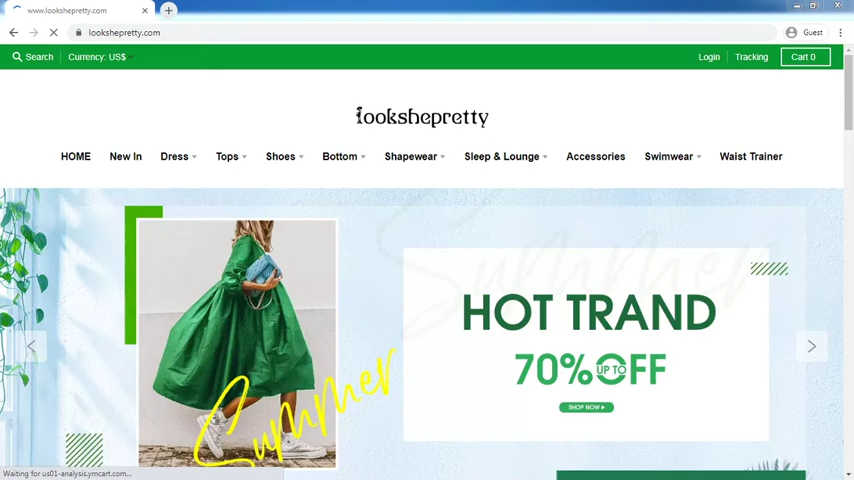 www.lookshepretty.com
lookshepretty.com
Guest
Search
Currency: US$
Login
Tracking
Cart 0
lookshepretty
HOME
New In
Dress
Tops
Shoes
Bottom
Shapewear
Sleep & Lounge
Accessories
Swimwear
Waist Trainer
Summer
HOT TRAND
70% UP TO OFF
SHOP NOW
Summer
Waiting for us01-analysis.ymcart.com...